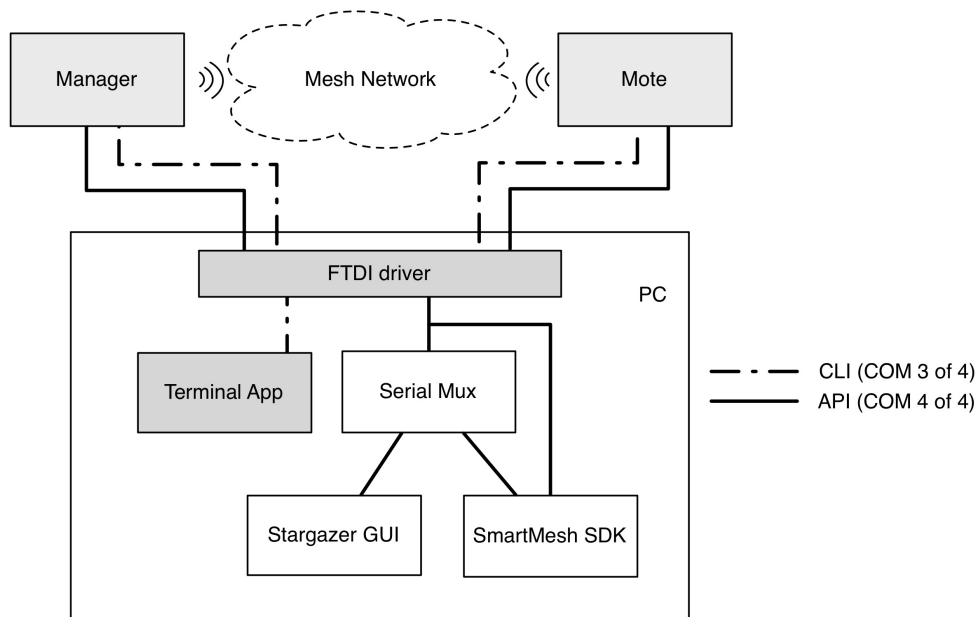 Manager
Mesh Network
Mote
FTDI driver
PC
Terminal App
Serial Mux
CLI (COM 3 of 4)
API (COM 4 of 4)
Stargazer GUI
SmartMesh SDK